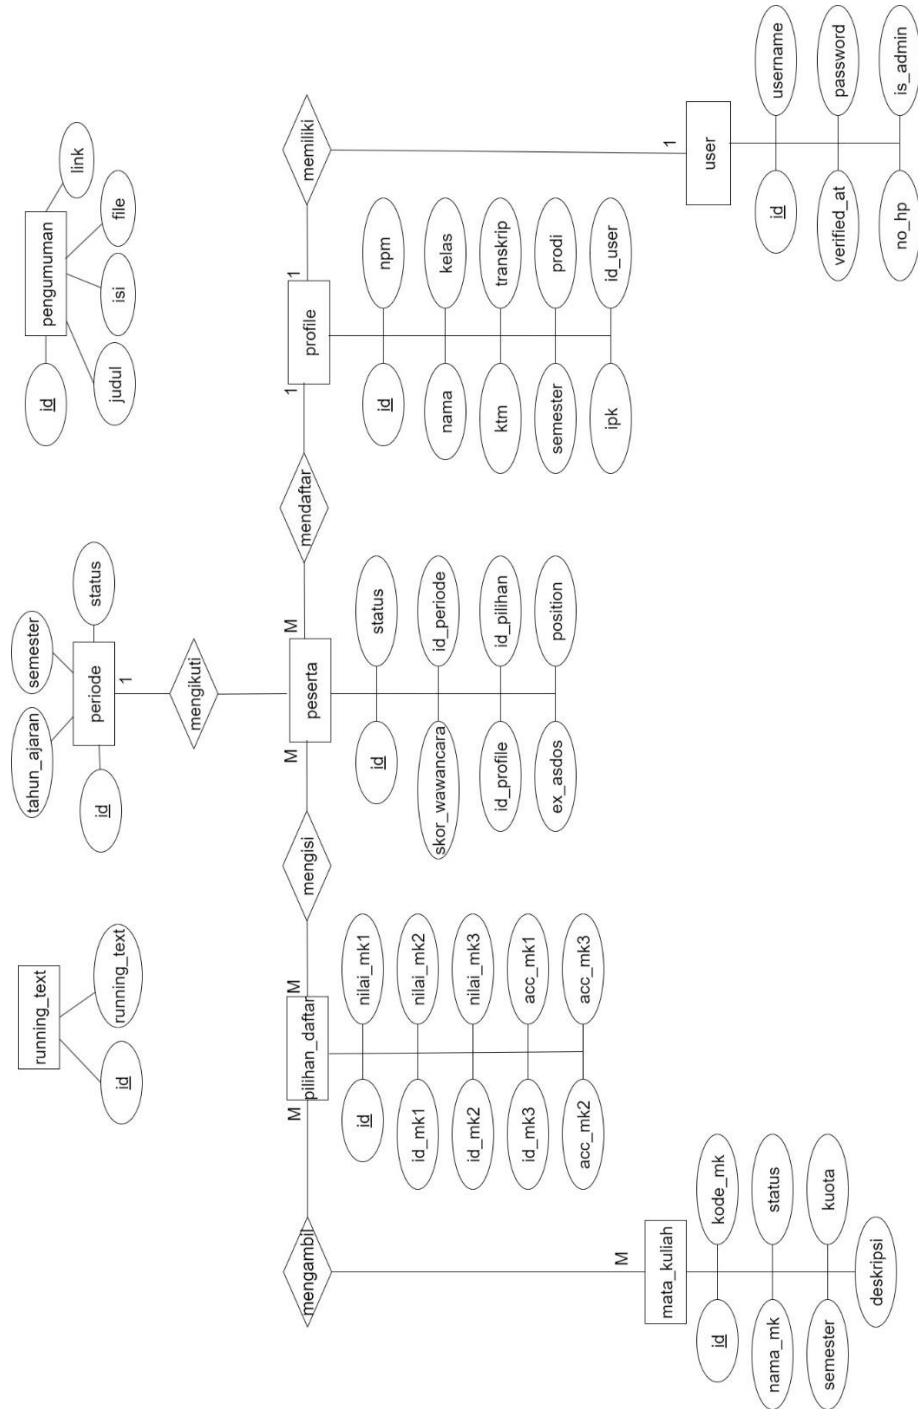 running_text
id
running_text
tahun_ajaran
semester
periode
id
status
1
mengikuti
pengumuman
id
judul
isi
file
link
mengambil
M
pilihan_daftar
M
mengisi
M
peserta
M
mendaftar
1
profile
1
memiliki
id
nilai_mk1
id_mk1
nilai_mk2
id_mk2
nilai_mk3
id_mk3
acc_mk1
acc_mk2
acc_mk3
id
status
skor_wawancara
id_periode
id_profile
id_pilihan
ex_asdos
position
id
npm
nama
kelas
ktm
transkrip
semester
prodi
ipk
id_user
M
mata_kuliah
id
kode_mk
nama_mk
status
semester
kuota
deskripsi
1
user
id
username
verified_at
password
no_hp
is_admin